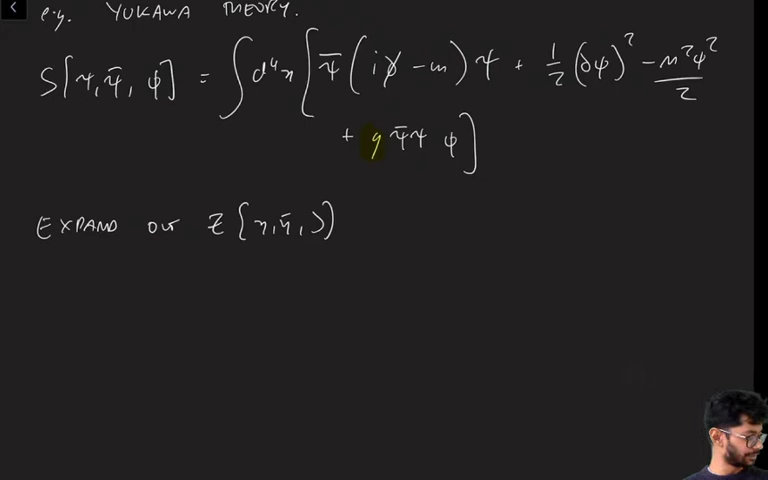 e.g. YUKAWA THEORY.
S[ψ, ψ̄, φ] = ∫d⁴x [ ψ̄ (i∂̸ - m) ψ + 1/2 (∂φ)² - m²φ²/2
+ g ψ̄ψ φ ]
EXPAND OUT Z[η, η̄, J]